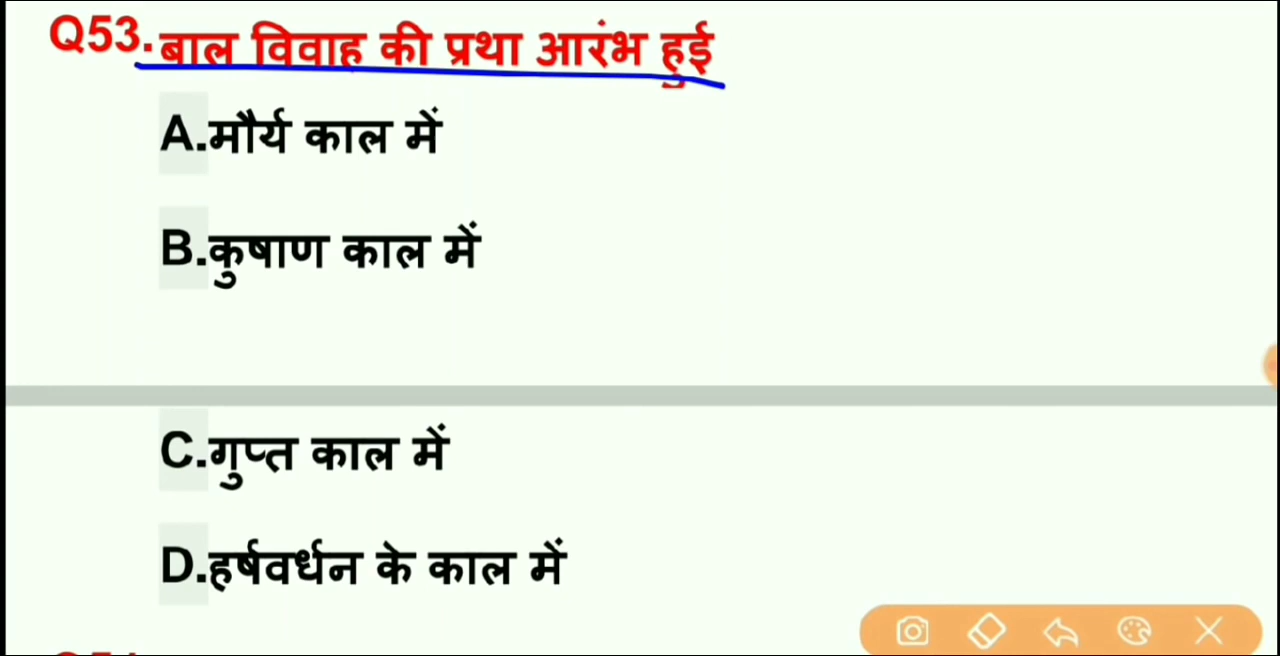 Q53.बाल विवाह की प्रथा आरंभ हुई
A.मौर्य काल में
B.कुषाण काल में
C.गुप्त काल में
D.हर्षवर्धन के काल में